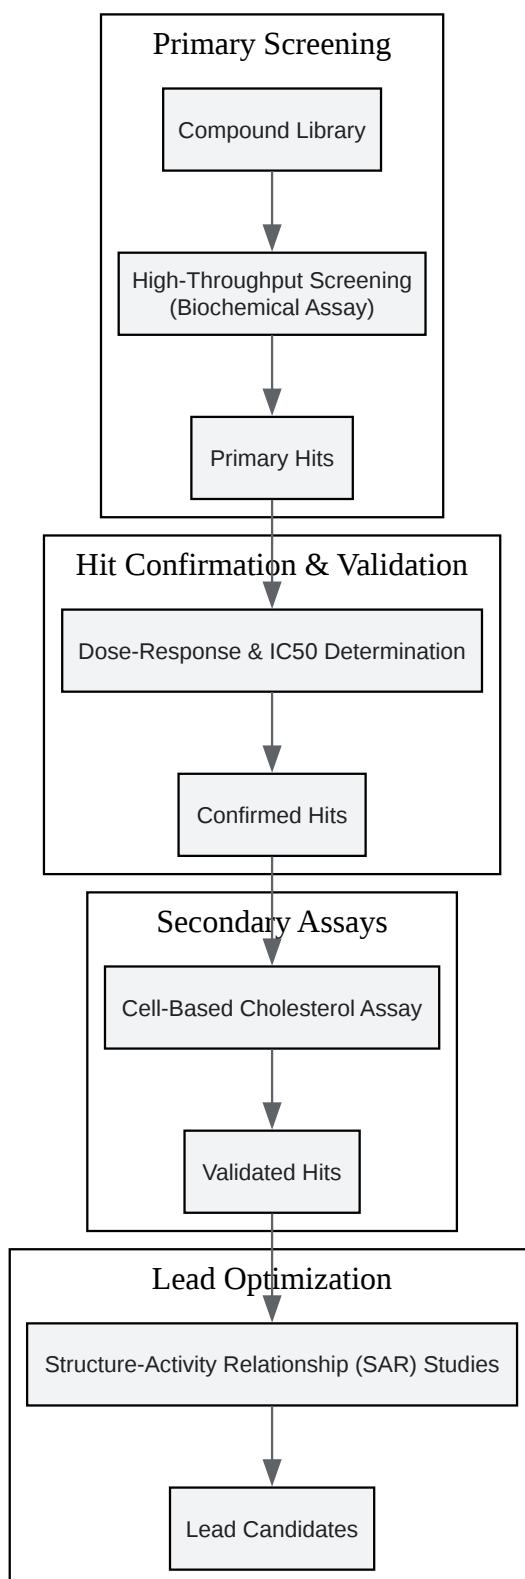 Primary Screening
Compound Library
High-Throughput Screening
(Biochemical Assay)
Primary Hits
Hit Confirmation & Validation
Dose-Response & IC50 Determination
Confirmed Hits
Secondary Assays
Cell-Based Cholesterol Assay
Validated Hits
Lead Optimization
Structure-Activity Relationship (SAR) Studies
Lead Candidates